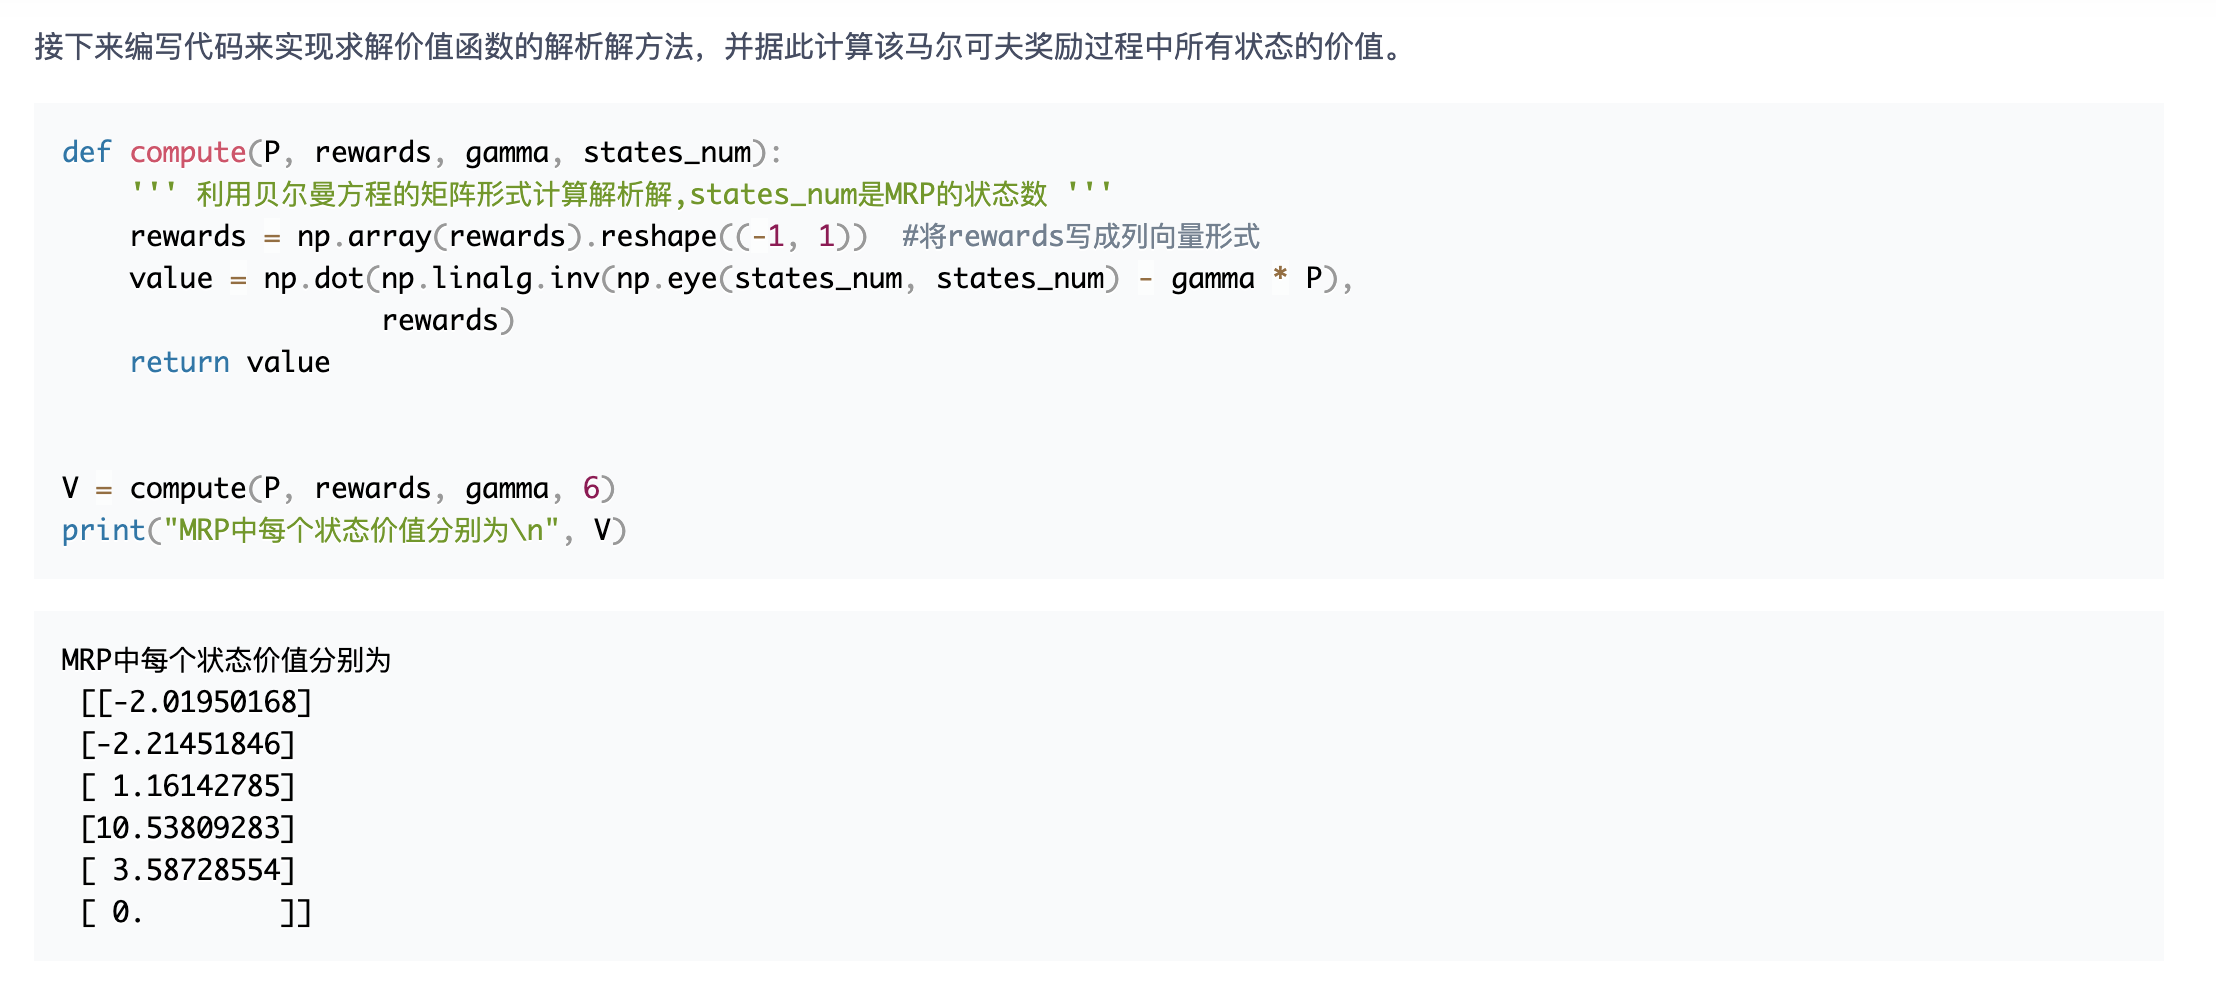 接下来编写代码来实现求解价值函数的解析解方法，并据此计算该马尔可夫奖励过程中所有状态的价值。
def compute(P, rewards, gamma, states_num):
    ''' 利用贝尔曼方程的矩阵形式计算解析解,states_num是MRP的状态数 '''
    rewards = np.array(rewards).reshape((-1, 1))  #将rewards写成列向量形式
    value = np.dot(np.linalg.inv(np.eye(states_num, states_num) - gamma * P),
                   rewards)
    return value
V = compute(P, rewards, gamma, 6)
print("MRP中每个状态价值分别为\n", V)
MRP中每个状态价值分别为
 [[-2.01950168]
 [-2.21451846]
 [ 1.16142785]
 [10.53809283]
 [ 3.58728554]
 [ 0.        ]]